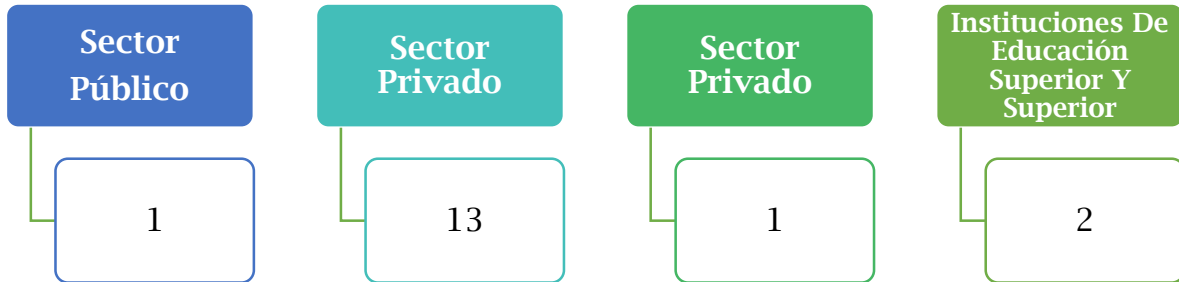 Sector
Público
1
Sector
Privado
13
Sector
Privado
1
Instituciones De
Educación
Superior Y
Superior
2